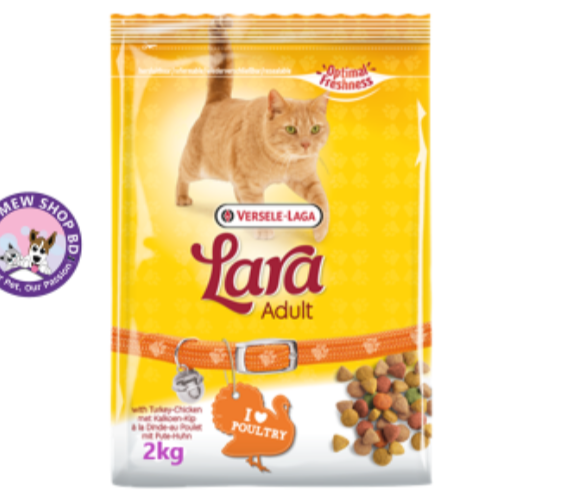 Optimal
Freshness
MEW SHOP BD
Pet, Our Passion
VERSELE-LAGA
Lara
Adult
I
POULTRY
with Turkey-Chicken
met Kalkoen-Kip
à la Dinde-au Poulet
mit Pute-Huhn
2kg